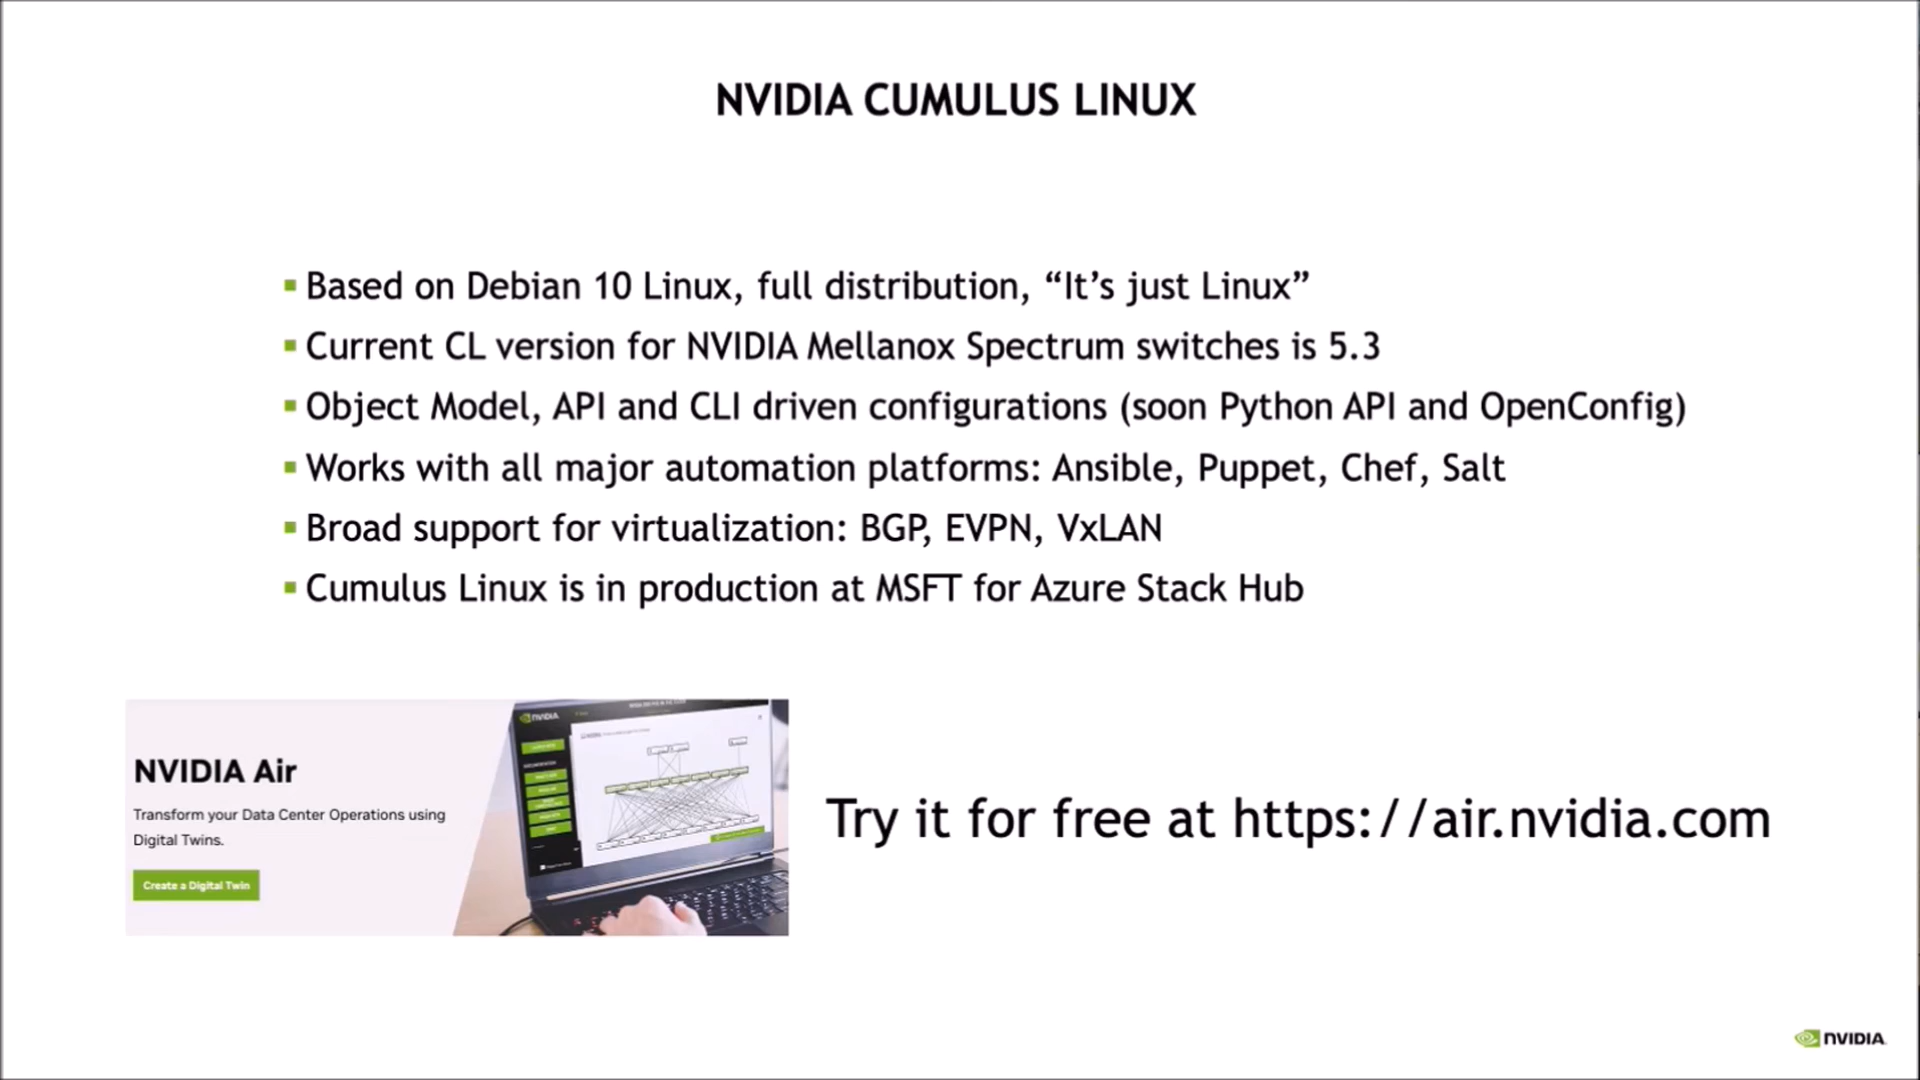 NVIDIA CUMULUS LINUX
▪ Based on Debian 10 Linux, full distribution, “It’s just Linux”
▪ Current CL version for NVIDIA Mellanox Spectrum switches is 5.3
▪ Object Model, API and CLI driven configurations (soon Python API and OpenConfig)
▪ Works with all major automation platforms: Ansible, Puppet, Chef, Salt
▪ Broad support for virtualization: BGP, EVPN, VxLAN
▪ Cumulus Linux is in production at MSFT for Azure Stack Hub
NVIDIA Air
Transform your Data Center Operations using
Digital Twins.
Create a Digital Twin
NVIDIA
Try it for free at https://air.nvidia.com
NVIDIA